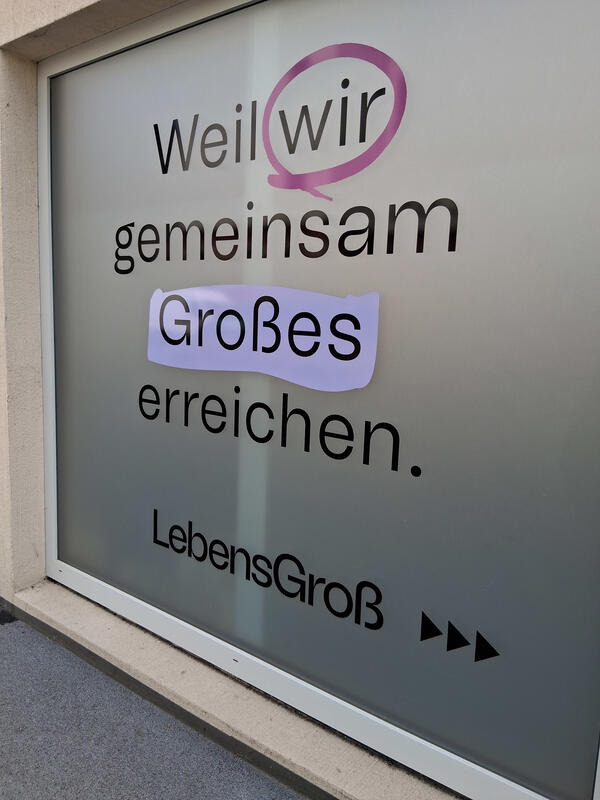 Weil wir
gemeinsam
Großes
erreichen.
LebensGroß